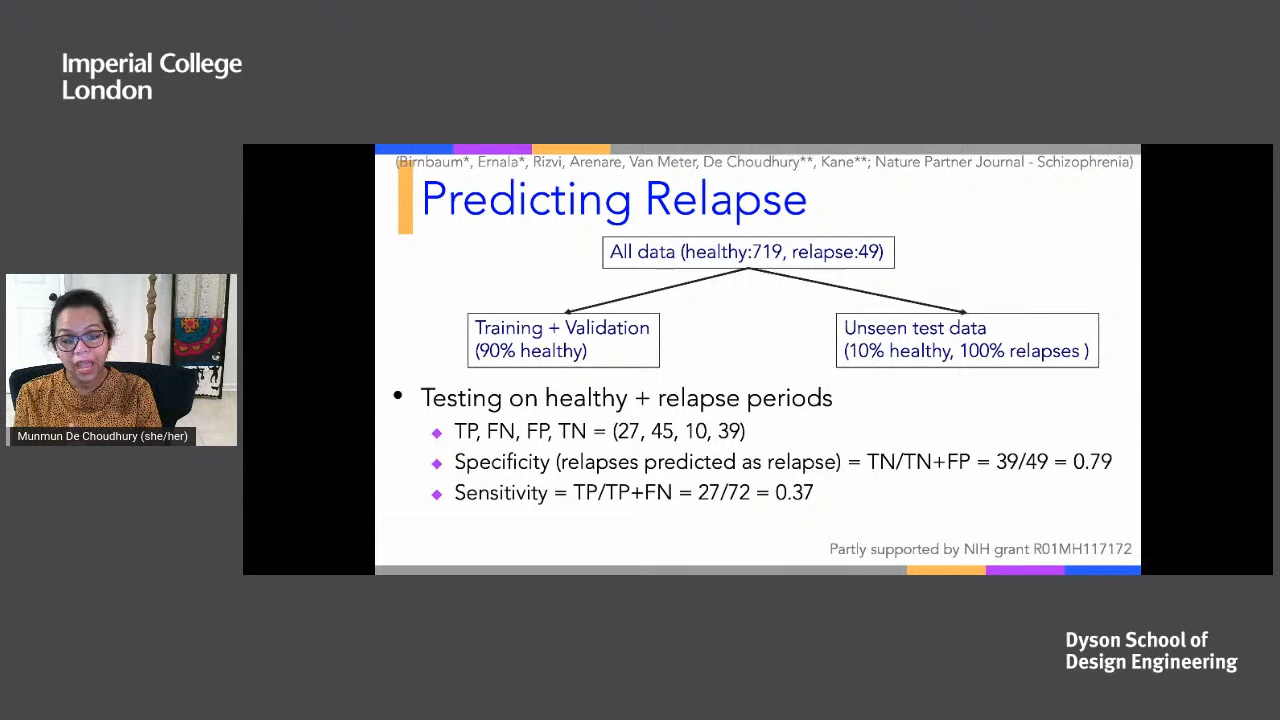 Imperial College
London
(Birnbaum*, Ernala*, Rizvi, Arenare, Van Meter, De Choudhury**, Kane**; Nature Partner Journal - Schizophrenia)
Predicting Relapse
All data (healthy:719, relapse:49)
Training + Validation
(90% healthy)
Unseen test data
(10% healthy, 100% relapses )
• Testing on healthy + relapse periods
◆ TP, FN, FP, TN = (27, 45, 10, 39)
◆ Specificity (relapses predicted as relapse) = TN/TN+FP = 39/49 = 0.79
◆ Sensitivity = TP/TP+FN = 27/72 = 0.37
Munmun De Choudhury (she/her)
Partly supported by NIH grant R01MH117172
Dyson School of
Design Engineering